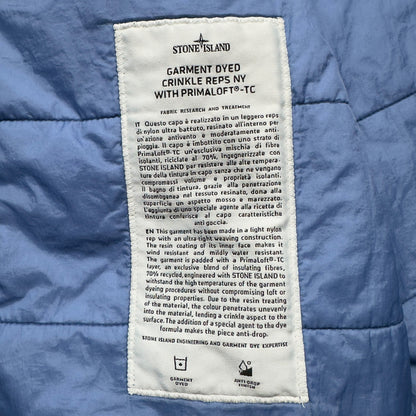 STONE ISLAND
GARMENT DYED
CRINKLE REPS NY
WITH PRIMALOFT®-TC
FABRIC RESEARCH AND TREATMENT
IT Questo capo è realizzato in un leggero reps
di nylon ultra battuto, resinato all'interno per
un'azione antivento e moderatamente anti-
pioggia. Il capo è imbottito con uno strato di
PrimaLoft®-TC un'esclusiva mischia di fibre
isolanti, riciclate al 70%, ingegnerizzate con
STONE ISLAND per resistere alle alte tempera-
ture della tintura in capo senza che ne vengano
compromessi volume e proprietà isolanti.
Il bagno di tintura, grazie alla penetrazione
disomogenea nel tessuto resinato, dona alla
superficie un aspetto mosso e marezzato.
L'aggiunta di uno speciale agente alla ricetta di
tintura conferisce al capo caratteristiche
anti goccia.
EN This garment has been made in a light nylon
rep with an ultra-tight weaving construction.
The resin coating of its inner face makes it
wind resistant and mildly water resistant.
The garment is padded with a PrimaLoft®-TC
layer, an exclusive blend of insulating fibres,
70% recycled, engineered with STONE ISLAND to
withstand the high temperatures of the garment
dyeing procedures without compromising loft or
insulating properties. Due to the resin treating
of the material, the colour penetrates unevenly
into the material, lending a crinkle aspect to the
surface. The addition of a special agent to the dye
formula makes the piece anti-drop.
STONE ISLAND ENGINEERING AND GARMENT DYE EXPERTISE
GARMENT
DYED
ANTI-DROP